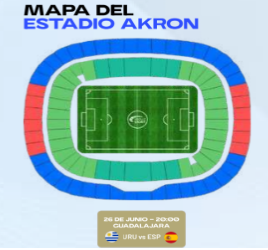 MAPA DEL
ESTADIO AKRON
26 DE JUNIO – 20:00
GUADALAJARA
URU vs ESP